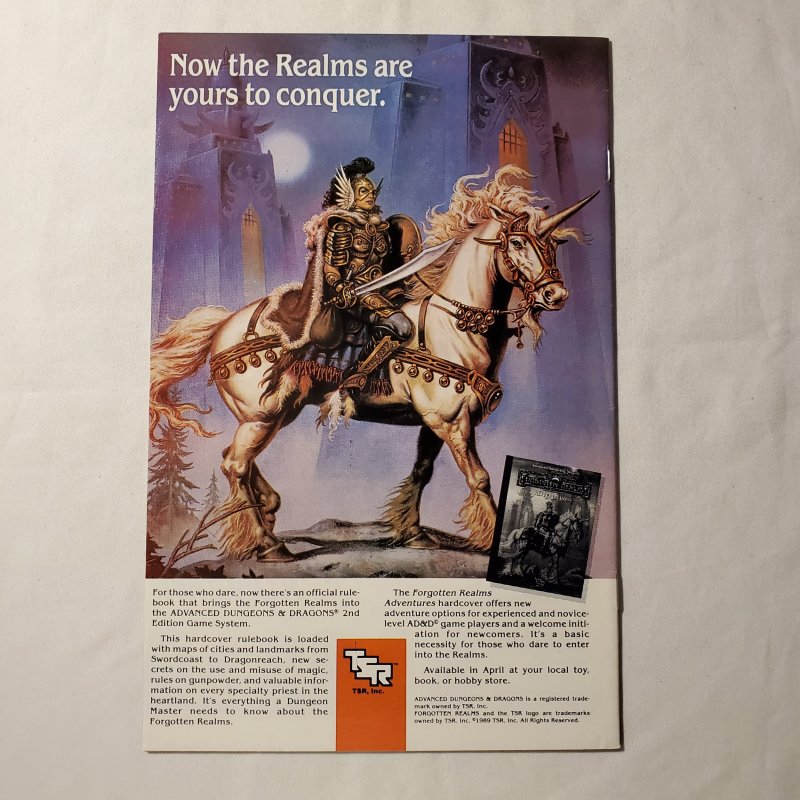 Now the Realms are
yours to conquer.
For those who dare, now there's an official rule-
book that brings the Forgotten Realms into
the ADVANCED DUNGEONS & DRAGONS® 2nd
Edition Game System.
This hardcover rulebook is loaded
with maps of cities and landmarks from
Swordcoast to Dragonreach, new se-
crets on the use and misuse of magic,
rules on gunpowder, and valuable infor-
mation on every specialty priest in the
heartland. It's everything a Dungeon
Master needs to know about the
Forgotten Realms.
TSR™
TSR, Inc.
The Forgotten Realms
Adventures hardcover offers new
adventure options for experienced and novice-
level AD&D® game players and a welcome initi-
ation for newcomers. It's a basic
necessity for those who dare to enter
into the Realms.
Available in April at your local toy,
book, or hobby store.
ADVANCED DUNGEONS & DRAGONS is a registered trade-
mark owned by TSR, Inc.
FORGOTTEN REALMS and the TSR logo are trademarks
owned by TSR, Inc. ©1989 TSR, Inc. All Rights Reserved.